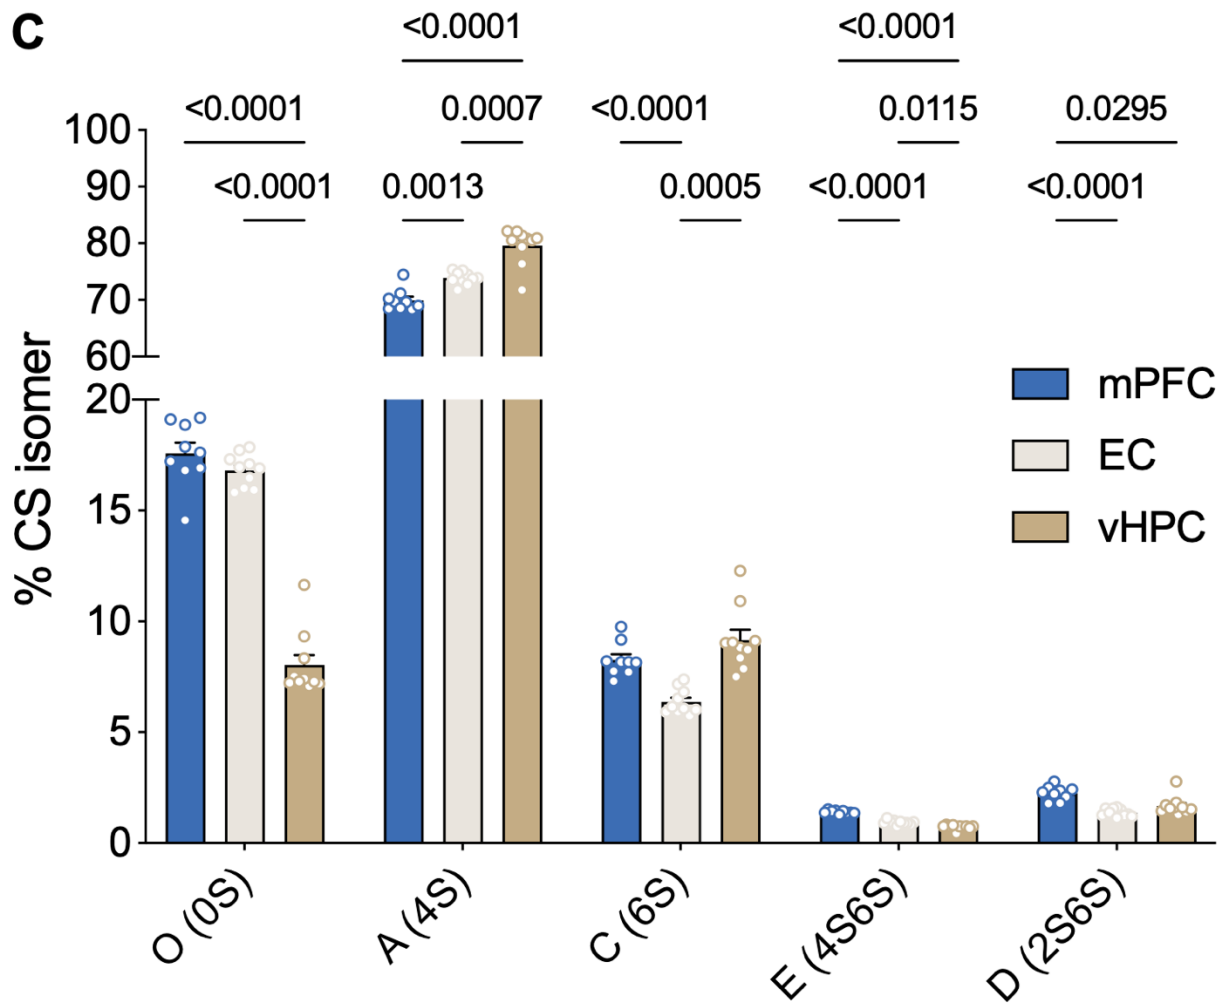 C
<0.0001 <0.0001
<0.0001 0.0007 <0.0001 0.0115 0.0295
<0.0001 0.0013 0.0005 <0.0001 <0.0001
100
90
80
70
60
20
15
10
5
0
% CS isomer
mPFC
EC
vHPC
O (0S) A (4S) C (6S) E (4S6S) D (2S6S)